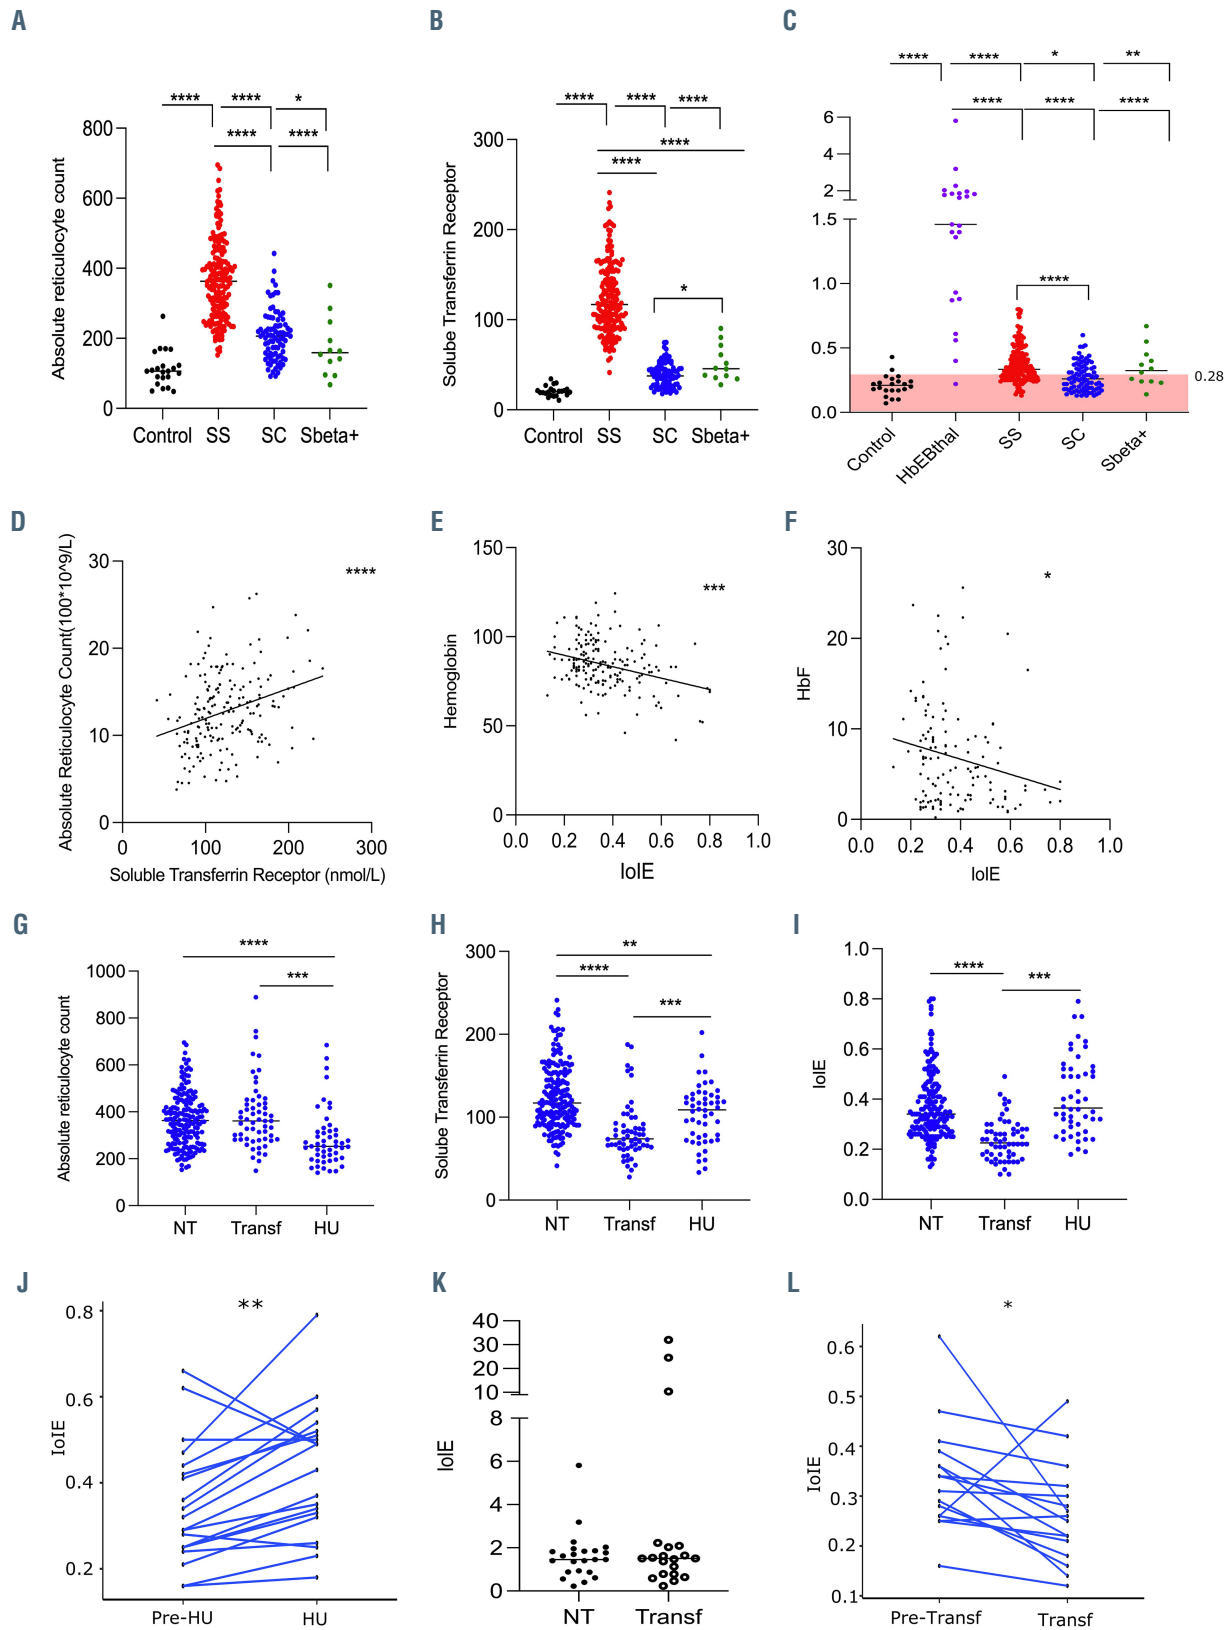 A
B
C
**** **** *
**** ****
Absolute reticulocyte count
800
600
400
200
0
Control SS SC Sbeta+
**** **** ****
****
****
*
Solube Transferrin Receptor
300
200
100
0
Control SS SC Sbeta+
**** **** * **
**** **** ****
****
6
4
2
1.5
1.0
0.5
0.0
0.28
Control HbEBthal SS SC Sbeta+
D
E
F
Absolute Reticulocyte Count(100*10^9/L)
30
20
10
0
****
0 100 200 300
Soluble Transferrin Receptor (nmol/L)
Hemoglobin
150
100
50
0
***
0.0 0.2 0.4 0.6 0.8 1.0
IoIE
HbF
30
20
10
0
*
0.0 0.2 0.4 0.6 0.8 1.0
IoIE
G
H
I
****
***
Absolute reticulocyte count
1000
800
600
400
200
0
NT Transf HU
**
****
***
Solube Transferrin Receptor
300
200
100
0
NT Transf HU
**** ***
IoIE
1.0
0.8
0.6
0.4
0.2
0.0
NT Transf HU
J
K
L
**
IoIE
0.8
0.6
0.4
0.2
Pre-HU HU
IoIE
40
30
20
10
8
6
4
2
0
NT Transf
*
IoIE
0.6
0.5
0.4
0.3
0.2
0.1
Pre-Transf Transf